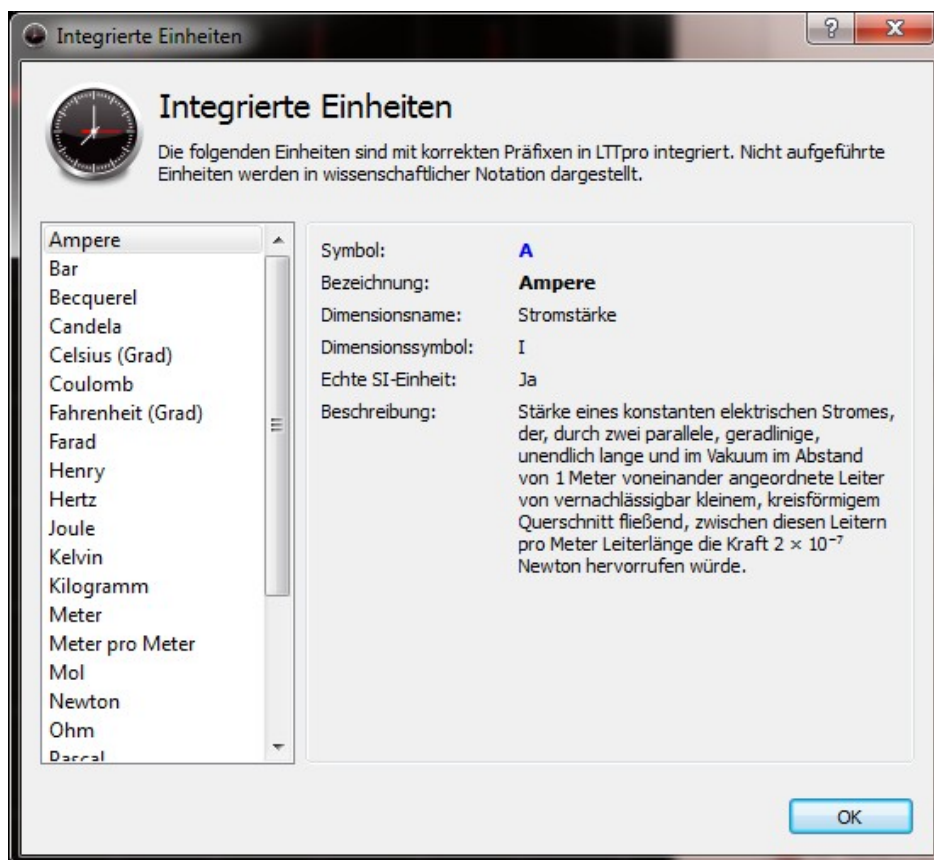 Integrierte Einheiten
Integrierte Einheiten
Die folgenden Einheiten sind mit korrekten Präfixen in LTTpro integriert. Nicht aufgeführte
Einheiten werden in wissenschaftlicher Notation dargestellt.
Ampere
Bar
Becquerel
Candela
Celsius (Grad)
Coulomb
Fahrenheit (Grad)
Farad
Henry
Hertz
Joule
Kelvin
Kilogramm
Meter
Meter pro Meter
Mol
Newton
Ohm
Pascal
Symbol: A
Bezeichnung: Ampere
Dimensionsname: Stromstärke
Dimensionssymbol: I
Echte SI-Einheit: Ja
Beschreibung: Stärke eines konstanten elektrischen Stromes,
der, durch zwei parallele, geradlinige,
unendlich lange und im Vakuum im Abstand
von 1 Meter voneinander angeordnete Leiter
von vernachlässigbar kleinem, kreisförmigem
Querschnitt fließend, zwischen diesen Leitern
pro Meter Leiterlänge die Kraft 2 × 10⁻⁷
Newton hervorrufen würde.
OK